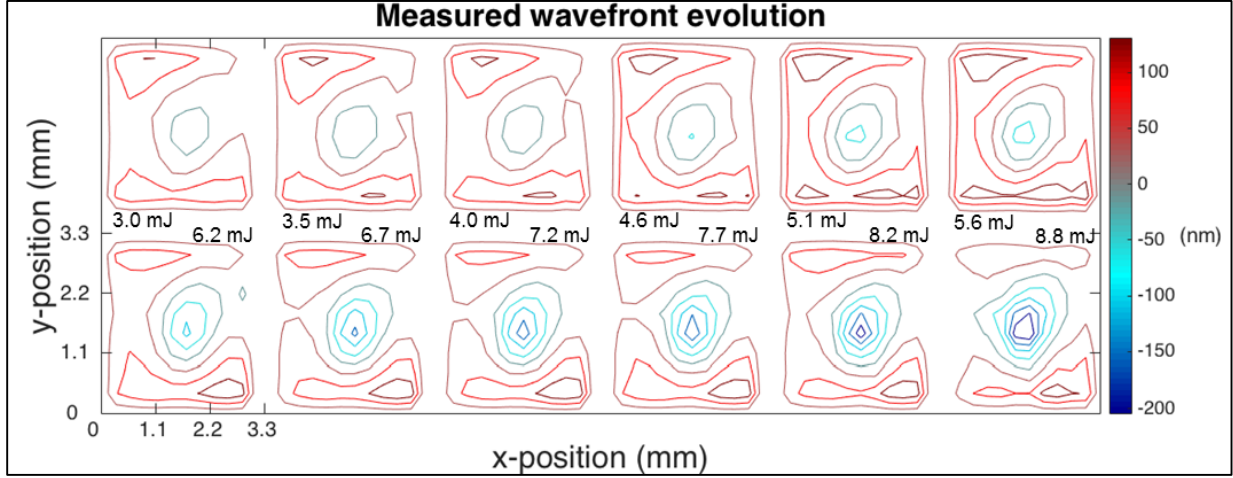 Measured wavefront evolution
100
50
0
-50
(nm)
-100
-150
-200
3.0 mJ
3.5 mJ
4.0 mJ
4.6 mJ
5.1 mJ
5.6 mJ
6.2 mJ
6.7 mJ
7.2 mJ
7.7 mJ
8.2 mJ
8.8 mJ
y-position (mm)
3.3
2.2
1.1
0
0
1.1
2.2
3.3
x-position (mm)